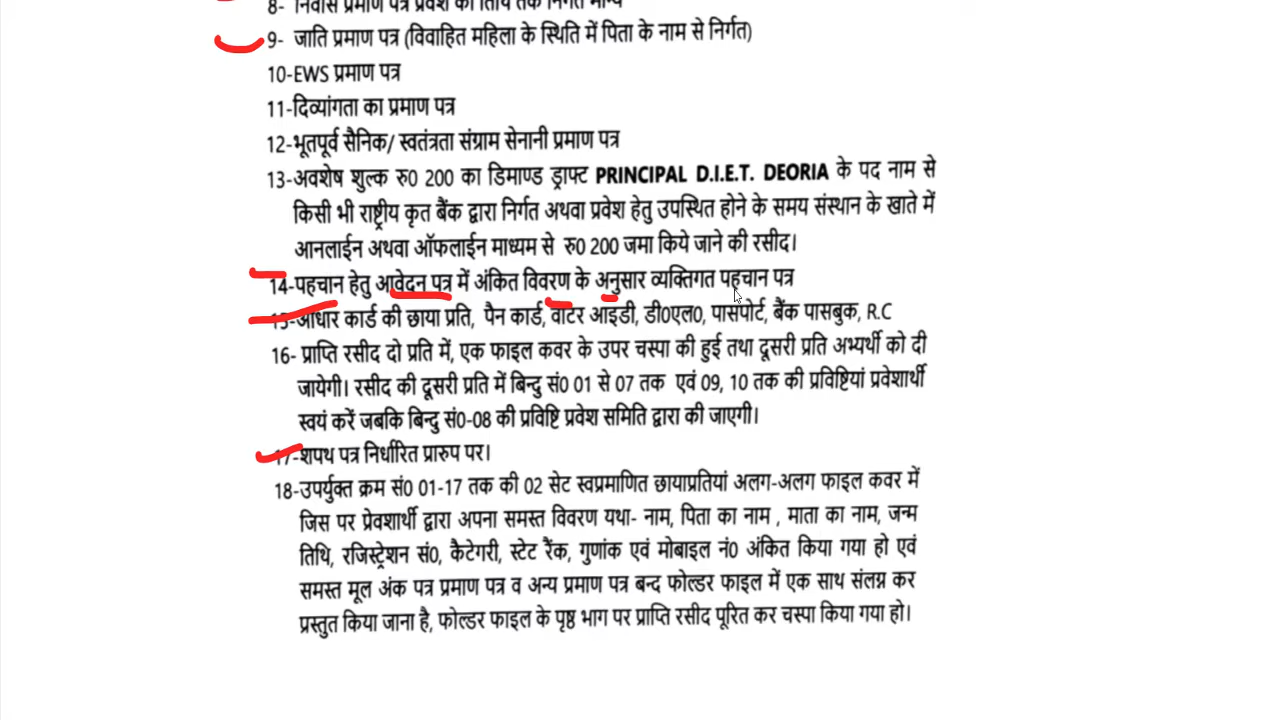 8- निवास प्रमाण पत्र प्रवेश की तिथि तक निर्गत मान्य
9- जाति प्रमाण पत्र (विवाहित महिला के स्थिति में पिता के नाम से निर्गत)
10-EWS प्रमाण पत्र
11-दिव्यांगता का प्रमाण पत्र
12-भूतपूर्व सैनिक/ स्वतंत्रता संग्राम सेनानी प्रमाण पत्र
13-अवशेष शुल्क रु0 200 का डिमाण्ड ड्राफ्ट PRINCIPAL D.I.E.T. DEORIA के पद नाम से
किसी भी राष्ट्रीय कृत बैंक द्वारा निर्गत अथवा प्रवेश हेतु उपस्थित होने के समय संस्थान के खाते में
आनलाईन अथवा ऑफलाईन माध्यम से रु0 200 जमा किये जाने की रसीद।
14-पहचान हेतु आवेदन पत्र में अंकित विवरण के अनुसार व्यक्तिगत पहचान पत्र
15-आधार कार्ड की छाया प्रति, पैन कार्ड, वोटर आइडी, डी0एल0, पासपोर्ट, बैंक पासबुक, R.C
16- प्राप्ति रसीद दो प्रति में, एक फाइल कवर के उपर चस्पा की हुई तथा दूसरी प्रति अभ्यर्थी को दी
जायेगी। रसीद की दूसरी प्रति में बिन्दु सं0 01 से 07 तक एवं 09, 10 तक की प्रविष्टियां प्रवेशार्थी
स्वयं करें जबकि बिन्दु सं0-08 की प्रविष्टि प्रवेश समिति द्वारा की जाएगी।
17-शपथ पत्र निर्धारित प्रारुप पर।
18-उपर्युक्त क्रम सं0 01-17 तक की 02 सेट स्वप्रमाणित छायाप्रतियां अलग-अलग फाइल कवर में
जिस पर प्रेवशार्थी द्वारा अपना समस्त विवरण यथा- नाम, पिता का नाम , माता का नाम, जन्म
तिथि, रजिस्ट्रेशन सं0, कैटेगरी, स्टेट रैंक, गुणांक एवं मोबाइल नं0 अंकित किया गया हो एवं
समस्त मूल अंक पत्र प्रमाण पत्र व अन्य प्रमाण पत्र बन्द फोल्डर फाइल में एक साथ संलग्न कर
प्रस्तुत किया जाना है, फोल्डर फाइल के पृष्ठ भाग पर प्राप्ति रसीद पूरित कर चस्पा किया गया हो।